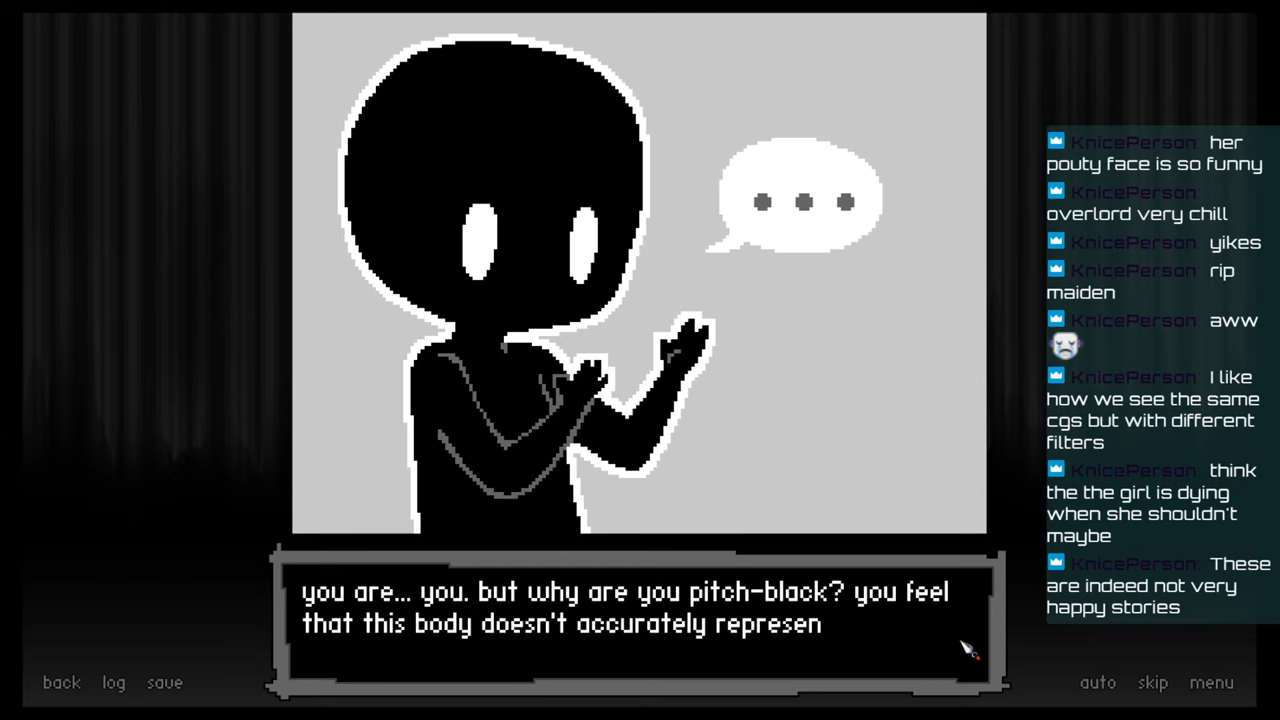 KnicePerson: her
pouty face is so funny
KnicePerson:
overlord very chill
KnicePerson: yikes
KnicePerson: rip
maiden
KnicePerson: aww
KnicePerson: I like
how we see the same
cgs but with different
filters
KnicePerson: think
the the girl is dying
when she shouldn't
maybe
KnicePerson: These
are indeed not very
happy stories
you are... you. but why are you pitch-black? you feel
that this body doesn't accurately represen
back log save
auto skip menu